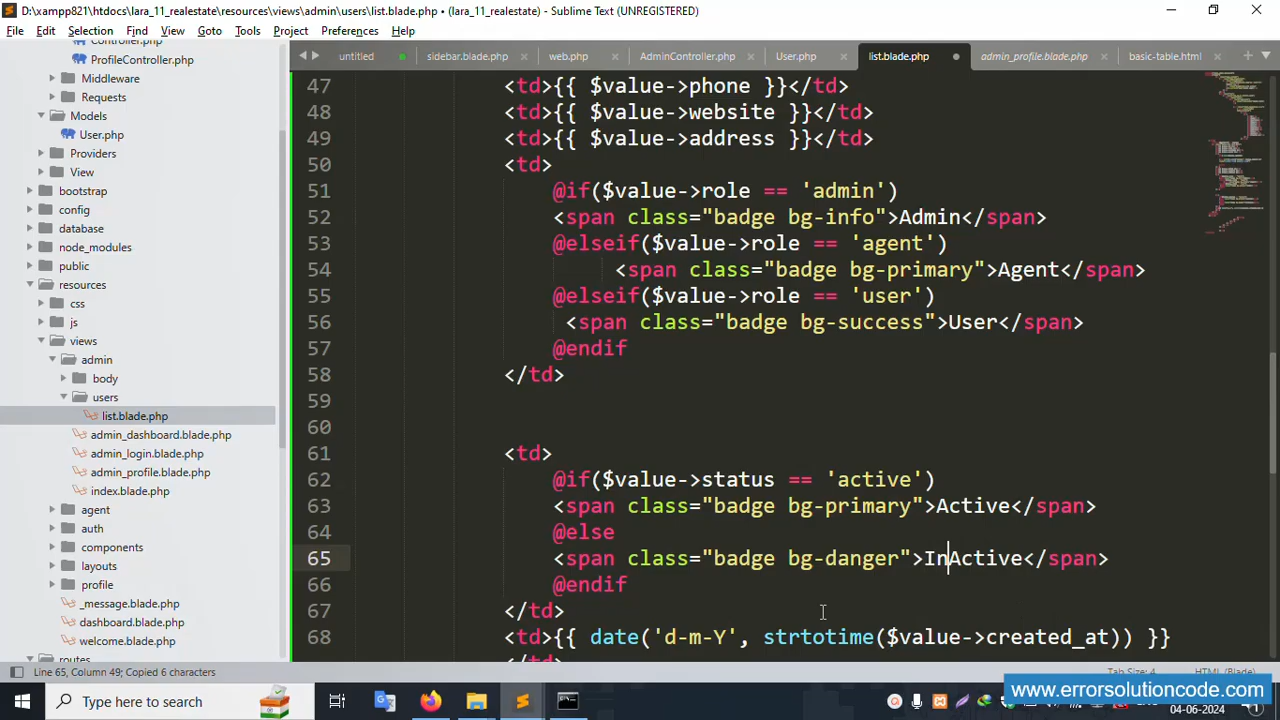 D:\xampp821\htdocs\lara_11_realestate\resources\views\admin\users\list.blade.php • (lara_11_realestate) - Sublime Text (UNREGISTERED)
File Edit Selection Find View Goto Tools Project Preferences Help
untitled sidebar.blade.php web.php AdminController.php User.php list.blade.php admin_profile.blade.php basic-table.html
Controller.php
ProfileController.php
Middleware
Requests
Models
User.php
Providers
View
bootstrap
config
database
node_modules
public
resources
css
js
views
admin
body
users
list.blade.php
admin_dashboard.blade.php
admin_login.blade.php
admin_profile.blade.php
index.blade.php
agent
auth
components
layouts
profile
_message.blade.php
dashboard.blade.php
welcome.blade.php
routes
47 <td>{{ $value->phone }}</td>
48 <td>{{ $value->website }}</td>
49 <td>{{ $value->address }}</td>
50 <td>
51 @if($value->role == 'admin')
52 <span class="badge bg-info">Admin</span>
53 @elseif($value->role == 'agent')
54 <span class="badge bg-primary">Agent</span>
55 @elseif($value->role == 'user')
56 <span class="badge bg-success">User</span>
57 @endif
58 </td>
59
60
61 <td>
62 @if($value->status == 'active')
63 <span class="badge bg-primary">Active</span>
64 @else
65 <span class="badge bg-danger">InActive</span>
66 @endif
67 </td>
68 <td>{{ date('d-m-Y', strtotime($value->created_at)) }}
</td>
Line 65, Column 49; Copied 6 characters Tab Size: 4 HTML (Blade)
Type here to search
www.errorsolutioncode.com
04-06-2024